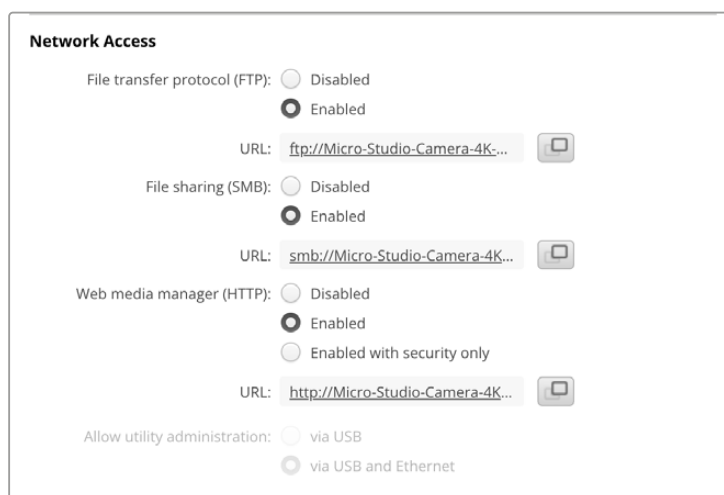 Network Access
File transfer protocol (FTP): Disabled
Enabled
URL: ftp://Micro-Studio-Camera-4K-...
File sharing (SMB): Disabled
Enabled
URL: smb://Micro-Studio-Camera-4K...
Web media manager (HTTP): Disabled
Enabled
Enabled with security only
URL: http://Micro-Studio-Camera-4K...
Allow utility administration: via USB
via USB and Ethernet